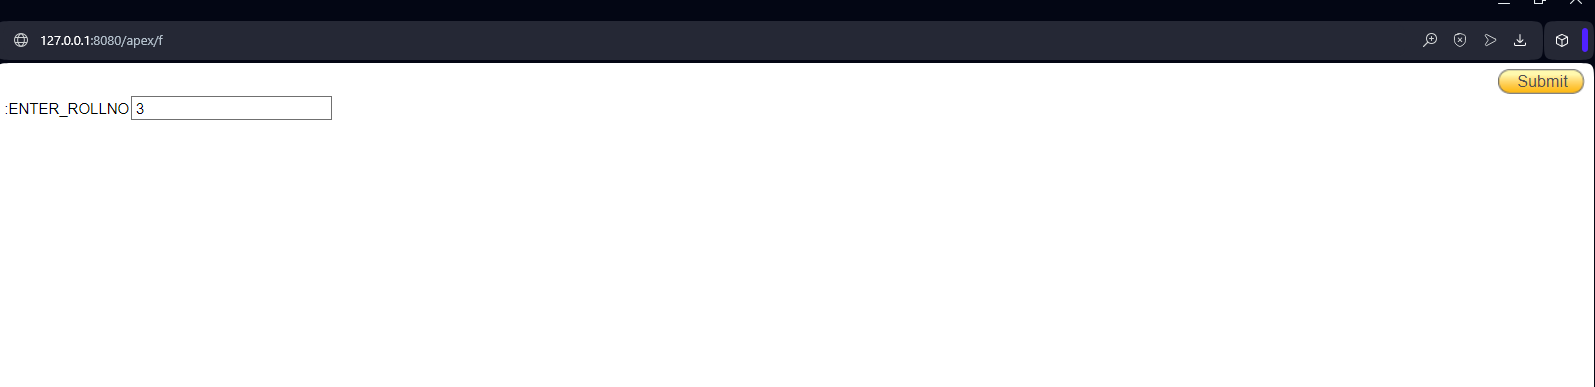 127.0.0.1:8080/apex/f
Submit
:ENTER_ROLLNO 3